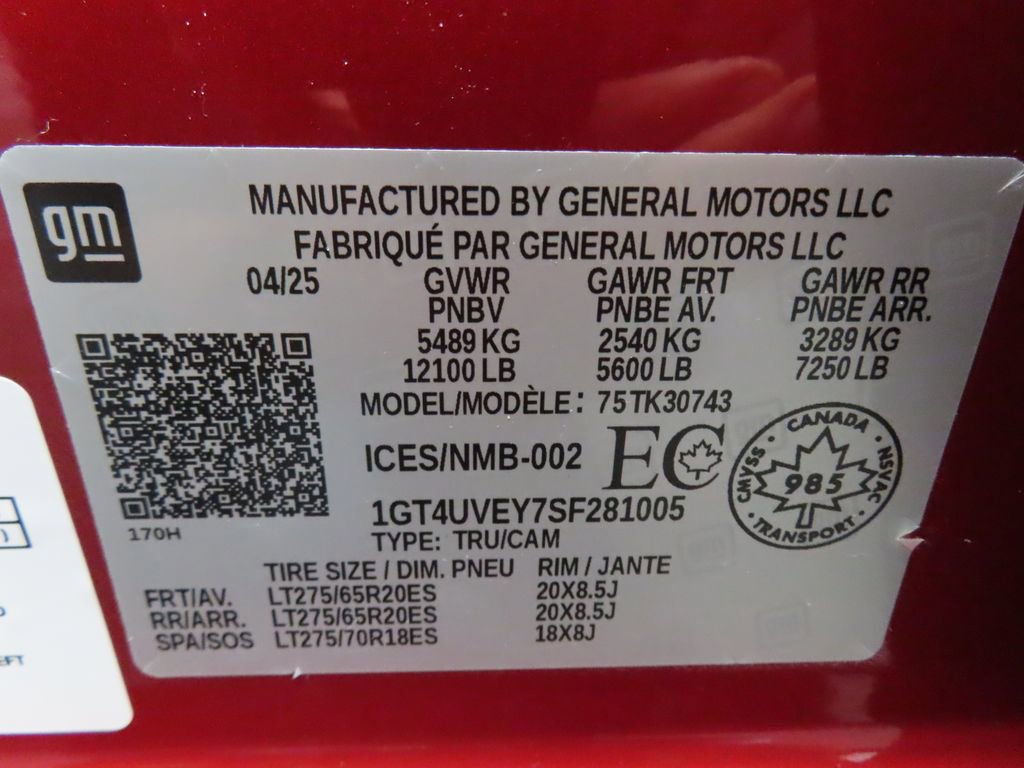 gm
MANUFACTURED BY GENERAL MOTORS LLC
FABRIQUÉ PAR GENERAL MOTORS LLC
04/25 GVWR GAWR FRT GAWR RR
PNBV PNBE AV. PNBE ARR.
5489 KG 2540 KG 3289 KG
12100 LB 5600 LB 7250 LB
MODEL/MODÈLE: 75TK30743
ICES/NMB-002 EC
CANADA
CMVSS 985 NSVAC
TRANSPORT
1GT4UVEY7SF281005
170H
TYPE: TRU/CAM
TIRE SIZE / DIM. PNEU RIM / JANTE
FRT/AV. LT275/65R20ES 20X8.5J
RR/ARR. LT275/65R20ES 20X8.5J
SPA/SOS LT275/70R18ES 18X8J